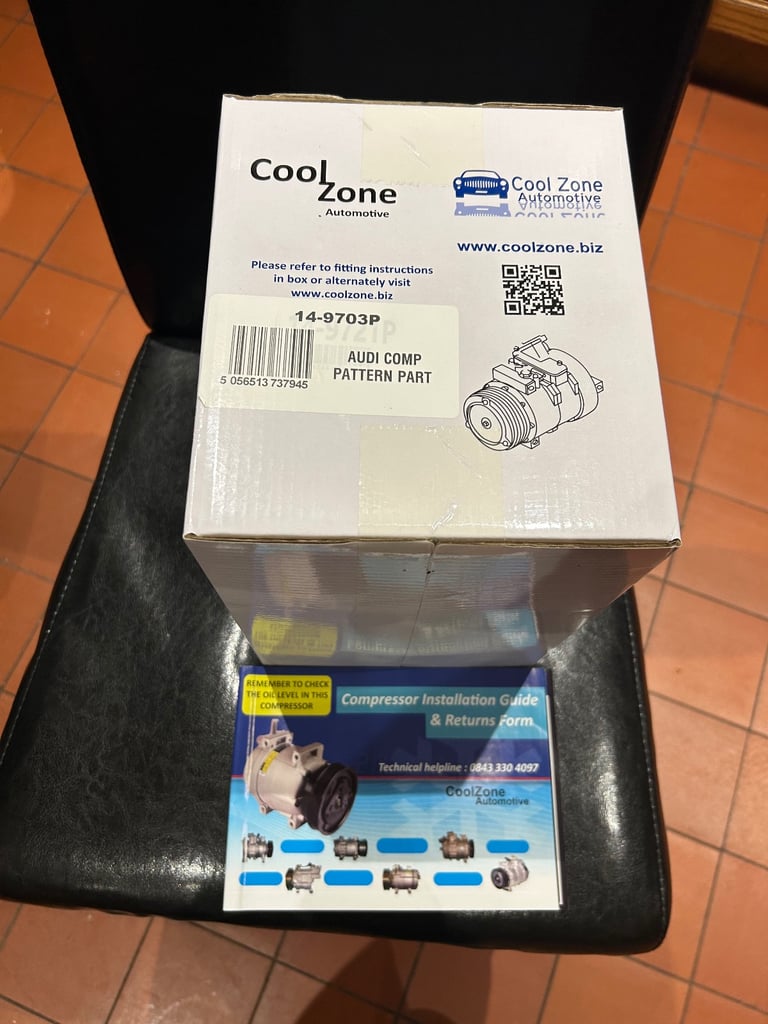 Cool
Zone
Automotive
Cool Zone
Automotive
www.coolzone.biz
Please refer to fitting instructions
in box or alternately visit
www.coolzone.biz
14-9703P
14-9721P
5 056513 737945
AUDI COMP
PATTERN PART
REMEMBER TO CHECK
THE OIL LEVEL IN THIS
COMPRESSOR
Compressor Installation Guide
& Returns Form
Technical helpline : 0843 330 4097
CoolZone
Automotive